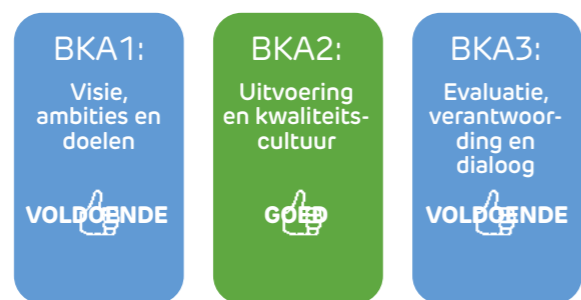 BKA1:
Visie,
ambities en
doelen
VOLDOENDE
BKA2:
Uitvoering
en kwaliteits-
cultuur
GOED
BKA3:
Evaluatie,
verantwoor-
ding en
dialoog
VOLDOENDE